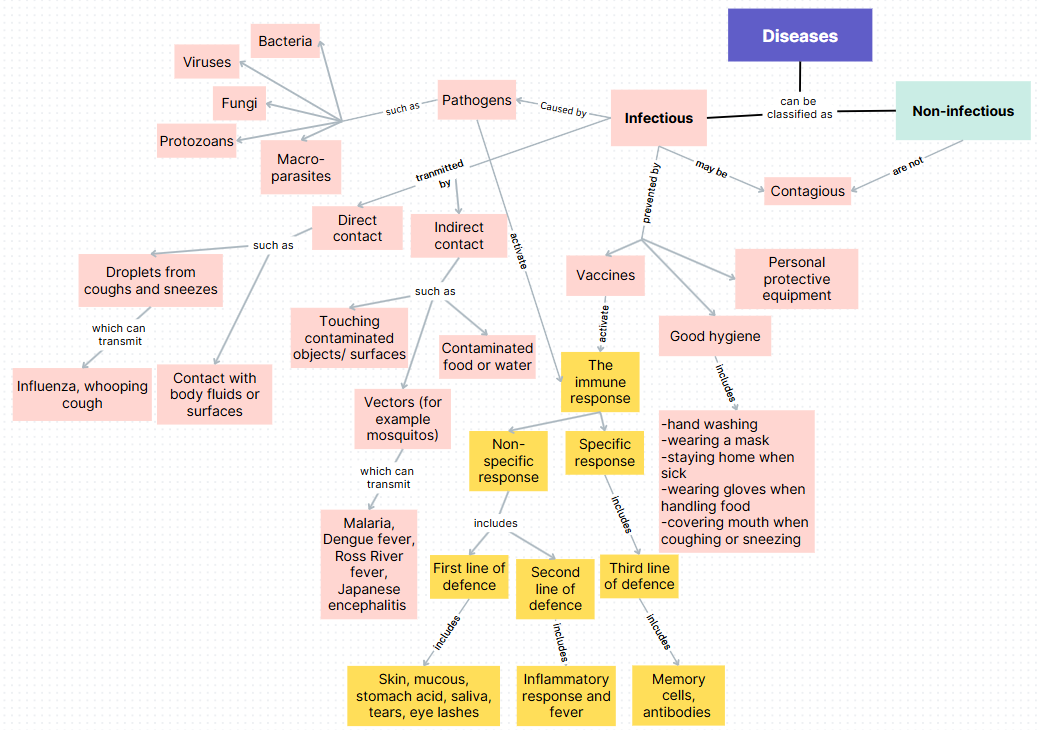 Diseases
can be
classified as
Non-infectious
Infectious
are not
may be
Contagious
Caused by
Pathogens
such as
Bacteria
Viruses
Fungi
Protozoans
Macro-
parasites
tranmitted
by
Direct
contact
Indirect
contact
such as
Droplets from
coughs and sneezes
which can
transmit
Influenza, whooping
cough
Contact with
body fluids or
surfaces
such as
Touching
contaminated
objects/ surfaces
Contaminated
food or water
Vectors (for
example
mosquitos)
which can
transmit
Malaria,
Dengue fever,
Ross River
fever,
Japanese
encephalitis
activate
prevented by
Vaccines
Personal
protective
equipment
Good hygiene
includes
-hand washing
-wearing a mask
-staying home when
sick
-wearing gloves when
handling food
-covering mouth when
coughing or sneezing
activate
The
immune
response
Non-
specific
response
Specific
response
includes
includes
First line of
defence
Second
line of
defence
Third line
of defence
includes
includes
inlcudes
Skin, mucous,
stomach acid, saliva,
tears, eye lashes
Inflammatory
response and
fever
Memory
cells,
antibodies